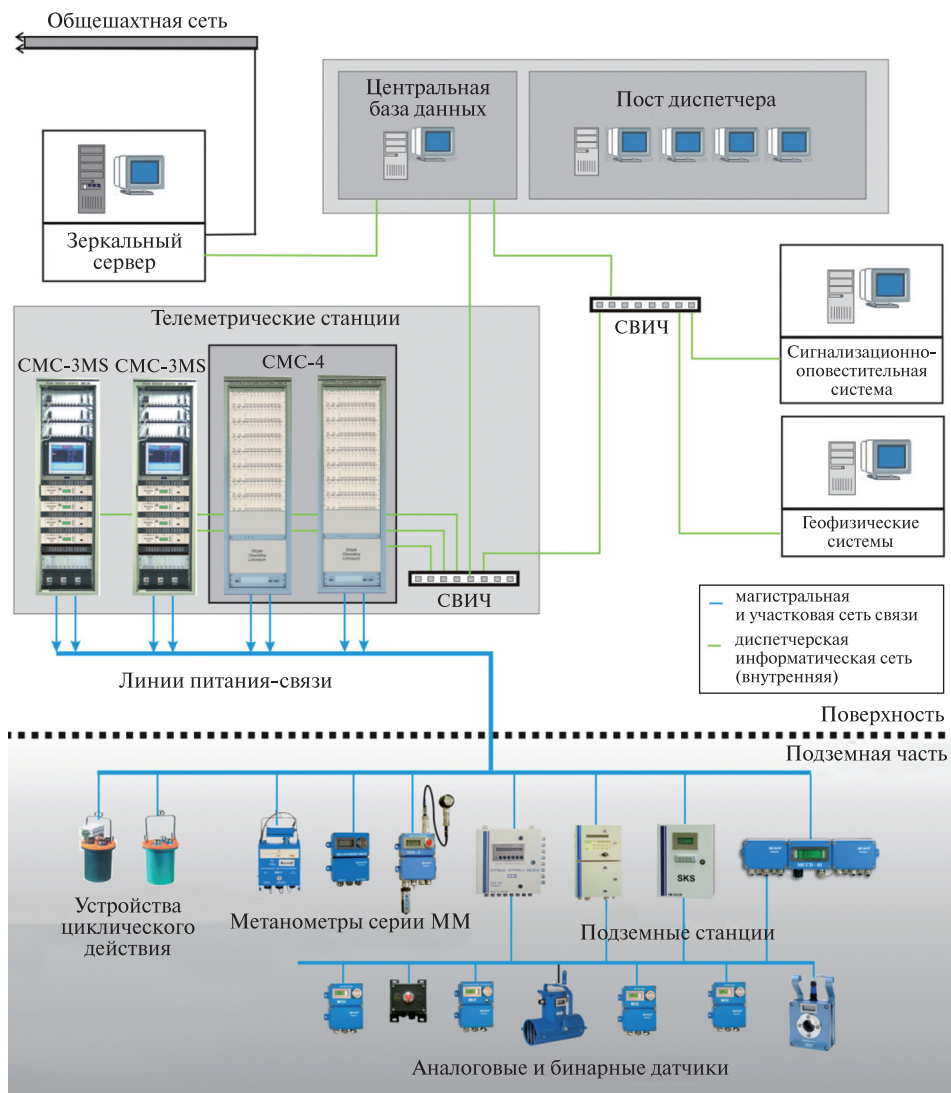 Общешахтная сеть
Центральная
база данных
Пост диспетчера
Зеркальный
сервер
Телеметрические станции
СМС-3MS
СМС-3MS
СМС-4
СВИЧ
Сигнализационно-
оповестительная
система
Геофизические
системы
СВИЧ
магистральная
и участковая сеть связи
диспетчерская
информатическая сеть
(внутренняя)
Линии питания-связи
Поверхность
Подземная часть
SKS
MCCD-01
Устройства
циклического
действия
Метанометры серии ММ
Подземные станции
Аналоговые и бинарные датчики